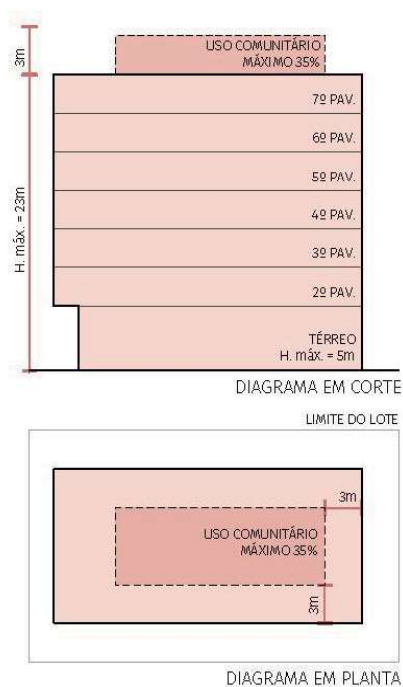 3m
USO COMUNITÁRIO
MÁXIMO 35%
7º PAV.
6º PAV.
5º PAV.
4º PAV.
3º PAV.
2º PAV.
H. máx. = 23m
TÉRREO
H. máx. = 5m
DIAGRAMA EM CORTE
LIMITE DO LOTE
3m
USO COMUNITÁRIO
MÁXIMO 35%
3m
DIAGRAMA EM PLANTA